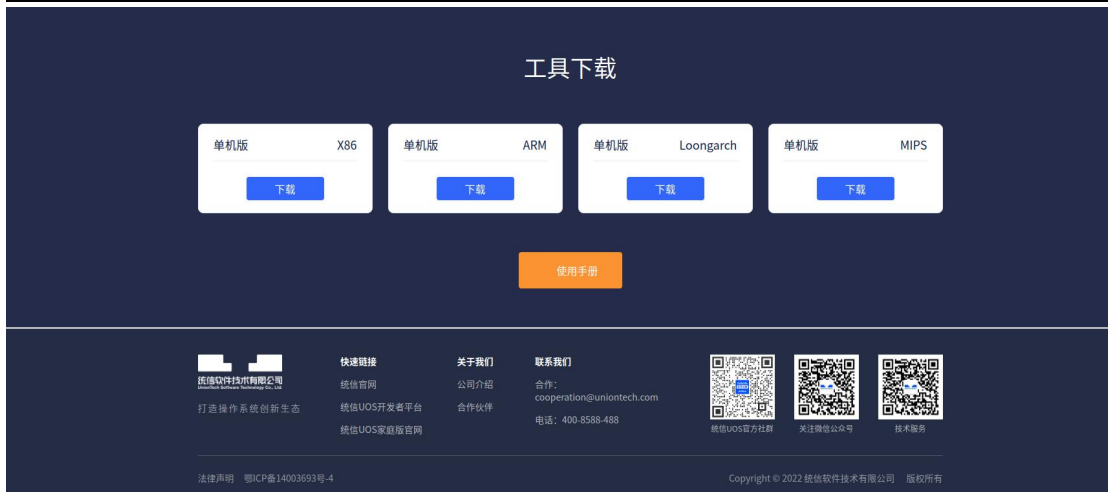 工具下载
单机版 X86
下载
单机版 ARM
下载
单机版 Loongarch
下载
单机版 MIPS
下载
使用手册
统信软件技术有限公司
UnionTech Software Technology Co., Ltd.
打造操作系统创新生态
快速链接
统信官网
统信UOS开发者平台
统信UOS家庭版官网
关于我们
公司介绍
合作伙伴
联系我们
合作：
cooperation@uniontech.com
电话：400-8588-488
统信UOS官方社群
关注微信公众号
技术服务
法律声明 鄂ICP备14003693号-4
Copyright © 2022 统信软件技术有限公司 版权所有